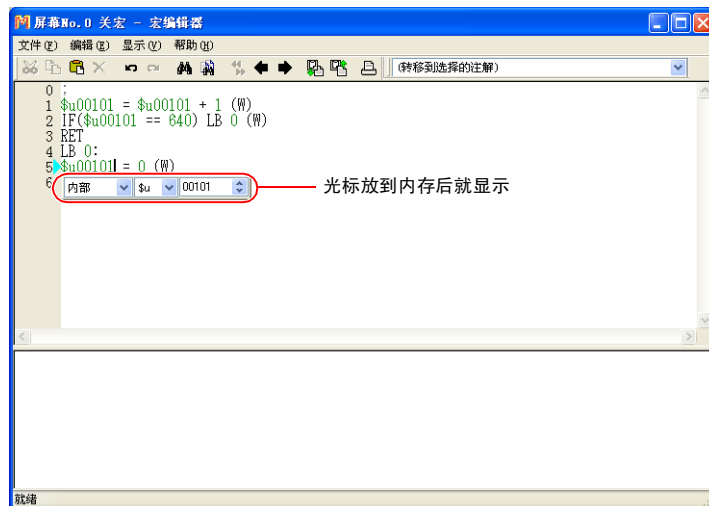 屏幕No. 0 关宏 - 宏编辑器
文件(F) 编辑(E) 显示(V) 帮助(H)
(转移到选择的注解)
0 ;
1 $u00101 = $u00101 + 1 (W)
2 IF($u00101 == 640) LB 0 (W)
3 RET
4 LB 0:
5 $u00101 = 0 (W)
6
内部 $u 00101
光标放到内存后就显示
就绪